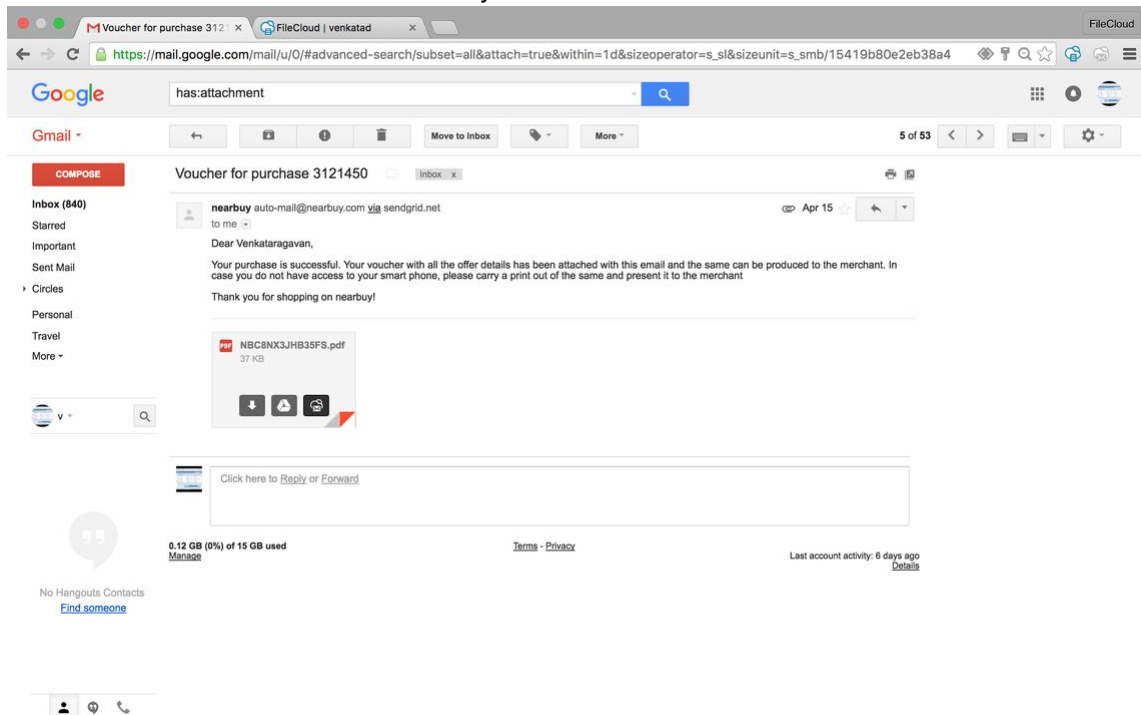 Voucher for purchase 3121
FileCloud | venkatad
FileCloud
https://mail.google.com/mail/u/0/#advanced-search/subset=all&attach=true&within=1d&sizeoperator=s_sl&sizeunit=s_smb/15419b80e2eb38a4
Google
has:attachment
Gmail
Move to Inbox
More
5 of 53
COMPOSE
Voucher for purchase 3121450
Inbox x
Inbox (840)
Starred
Important
Sent Mail
Circles
Personal
Travel
More
nearbuy auto-mail@nearbuy.com via sendgrid.net
Apr 15
to me
Dear Venkataragavan,
Your purchase is successful. Your voucher with all the offer details has been attached with this email and the same can be produced to the merchant. In
case you do not have access to your smart phone, please carry a print out of the same and present it to the merchant
Thank you for shopping on nearbuy!
PDF NBC8NX3JHB35FS.pdf
37 KB
v
Click here to Reply or Forward
0.12 GB (0%) of 15 GB used
Manage
Terms - Privacy
Last account activity: 6 days ago
Details
No Hangouts Contacts
Find someone